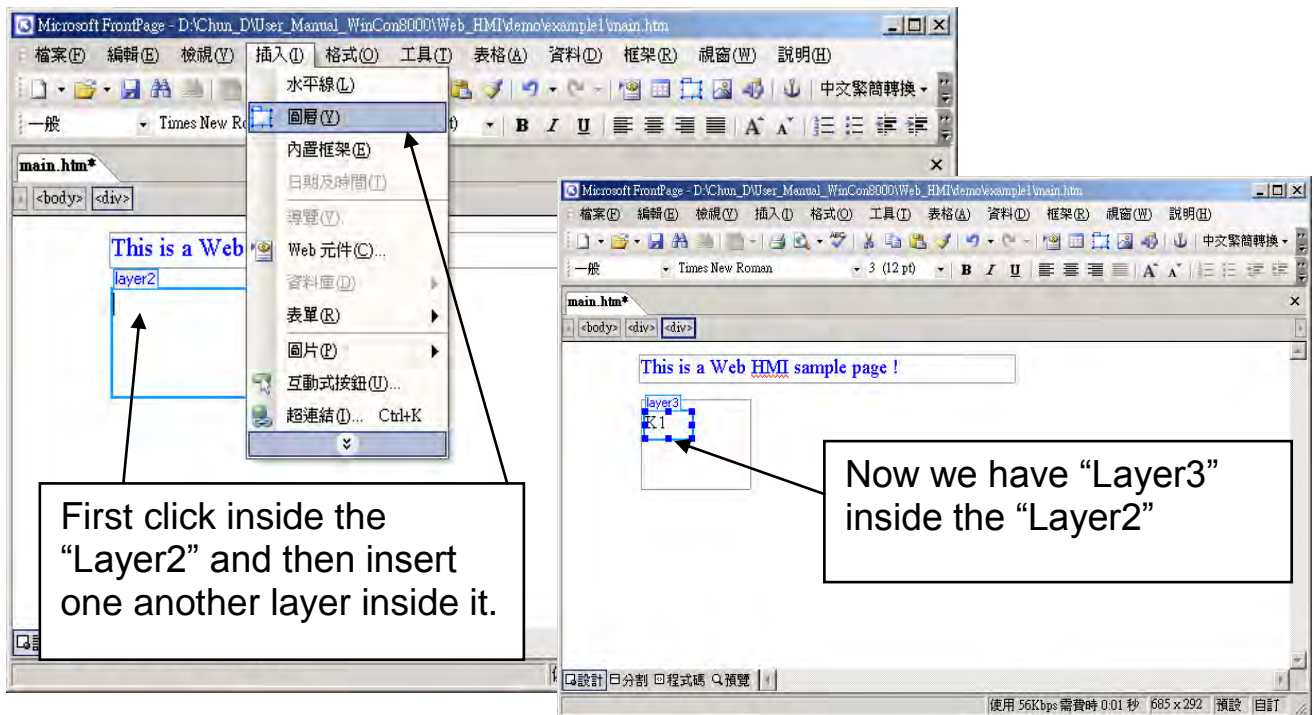 Microsoft FrontPage - D:\Chun_D\User_Manual_WinCon8000\Web_HMI\demo\example1\main.htm
檔案(F) 編輯(E) 檢視(V) 插入(I) 格式(O) 工具(T) 表格(A) 資料(D) 框架(R) 視窗(W) 說明(H)
中文繁簡轉換
一般 Times New B I U A A
main.htm*
<body> <div>
This is a Web
layer2
水平線(L)
圖層(Y)
內置框架(E)
日期及時間(T)
導覽(V)
Web 元件(C)...
資料庫(D)
表單(R)
圖片(P)
互動式按鈕(U)...
超連結(I)... Ctrl+K
First click inside the
“Layer2” and then insert
one another layer inside it.
Microsoft FrontPage - D:\Chun_D\User_Manual_WinCon8000\Web_HMI\demo\example1\main.htm
檔案(F) 編輯(E) 檢視(V) 插入(I) 格式(O) 工具(T) 表格(A) 資料(D) 框架(R) 視窗(W) 說明(H)
中文繁簡轉換
一般 Times New Roman 3 (12 pt) B I U A A
main.htm*
<body> <div> <div>
This is a Web HMI sample page !
layer3
K1
Now we have “Layer3”
inside the “Layer2”
設計 分割 程式碼 預覽
使用 56Kbps 需費時 0:01 秒 685 x 292 預設 自訂